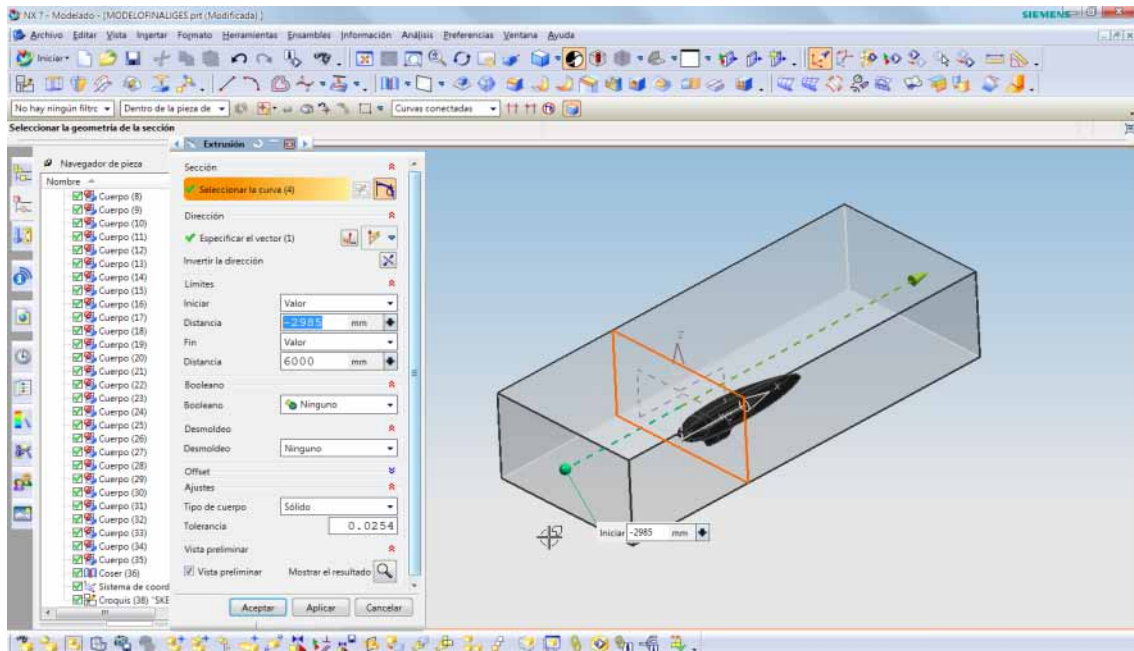 NX 7 - Modelado - [MODELOFINALIGES.prt (Modificada) ]
SIEMENS
Archivo Editar Vista Insertar Formato Herramientas Ensambles Información Análisis Preferencias Ventana Ayuda
Iniciar
No hay ningún filtrc
Dentro de la pieza de
Curvas conectadas
Seleccionar la geometría de la sección
Navegador de pieza
Nombre
Cuerpo (8)
Cuerpo (9)
Cuerpo (10)
Cuerpo (11)
Cuerpo (12)
Cuerpo (13)
Cuerpo (14)
Cuerpo (15)
Cuerpo (16)
Cuerpo (17)
Cuerpo (18)
Cuerpo (19)
Cuerpo (20)
Cuerpo (21)
Cuerpo (22)
Cuerpo (23)
Cuerpo (24)
Cuerpo (25)
Cuerpo (26)
Cuerpo (27)
Cuerpo (28)
Cuerpo (29)
Cuerpo (30)
Cuerpo (31)
Cuerpo (32)
Cuerpo (33)
Cuerpo (34)
Cuerpo (35)
Coser (36)
Sistema de coord
Croquis (38) "SKE
Extrusión
Sección
Seleccionar la curva (4)
Dirección
Especificar el vector (1)
Invertir la dirección
Límites
Iniciar Valor
Distancia -2985 mm
Fin Valor
Distancia 6000 mm
Booleano
Booleano Ninguno
Desmoldeo
Desmoldeo Ninguno
Offset
Ajustes
Tipo de cuerpo Sólido
Tolerancia 0.0254
Vista preliminar
Vista preliminar Mostrar el resultado
Aceptar Aplicar Cancelar
Z
X
Iniciar -2985 mm